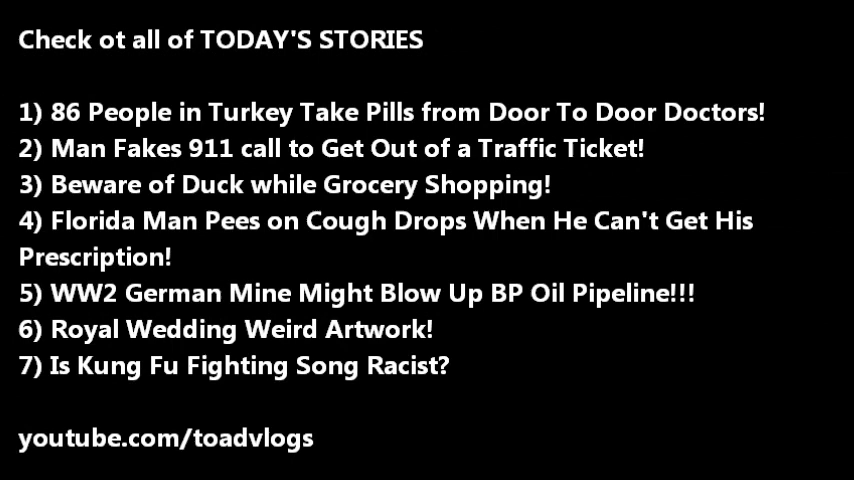 Check ot all of TODAY'S STORIES
1) 86 People in Turkey Take Pills from Door To Door Doctors!
2) Man Fakes 911 call to Get Out of a Traffic Ticket!
3) Beware of Duck while Grocery Shopping!
4) Florida Man Pees on Cough Drops When He Can't Get His
Prescription!
5) WW2 German Mine Might Blow Up BP Oil Pipeline!!!
6) Royal Wedding Weird Artwork!
7) Is Kung Fu Fighting Song Racist?
youtube.com/toadvlogs